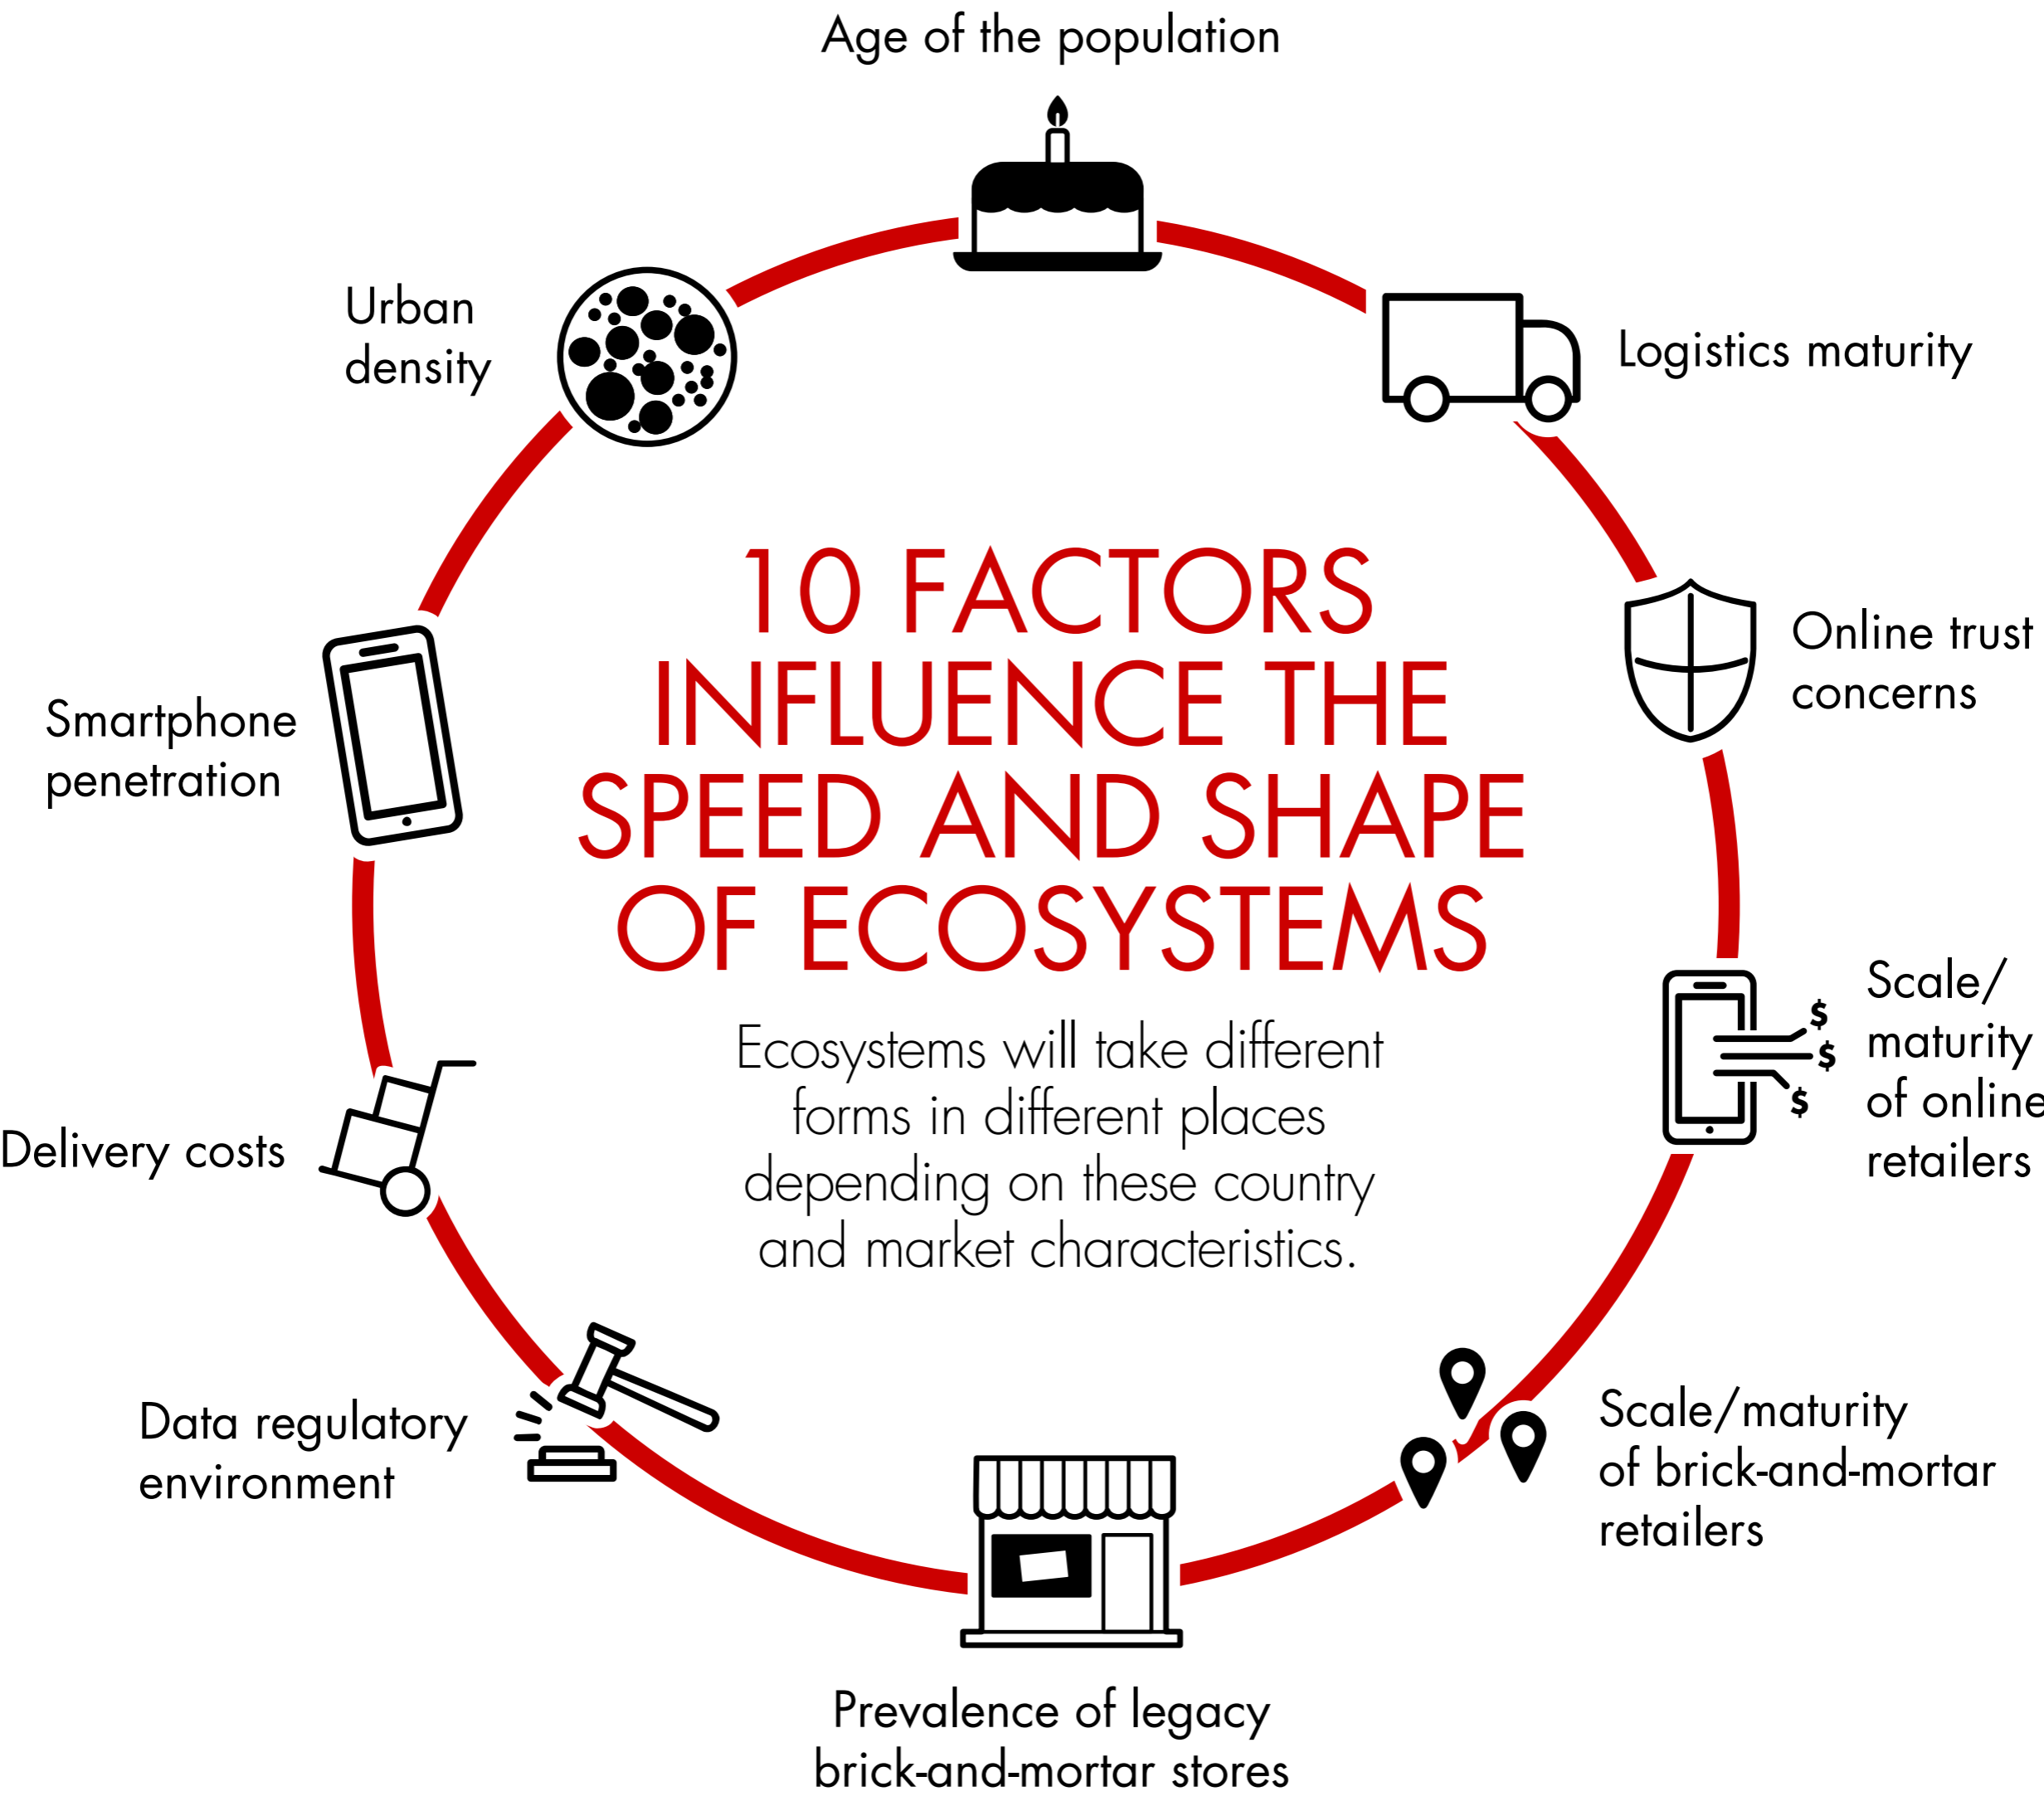 Age of the population
Urban
density
Logistics maturity
10 FACTORS
INFLUENCE THE
SPEED AND SHAPE
OF ECOSYSTEMS
Online trust
concerns
Smartphone
penetration
Scale/
maturity
of online
retailers
Ecosystems will take different
forms in different places
depending on these country
and market characteristics.
Delivery costs
$
$
$
Data regulatory
environment
Scale/maturity
of brick-and-mortar
retailers
Prevalence of legacy
brick-and-mortar stores